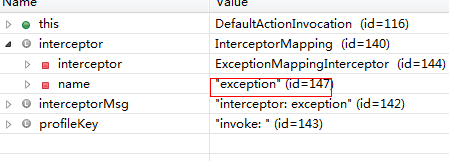 Name Value
this DefaultActionInvocation (id=116)
interceptor InterceptorMapping (id=140)
interceptor ExceptionMappingInterceptor (id=144)
name "exception" (id=147)
interceptorMsg "interceptor: exception" (id=142)
profileKey "invoke: " (id=143)